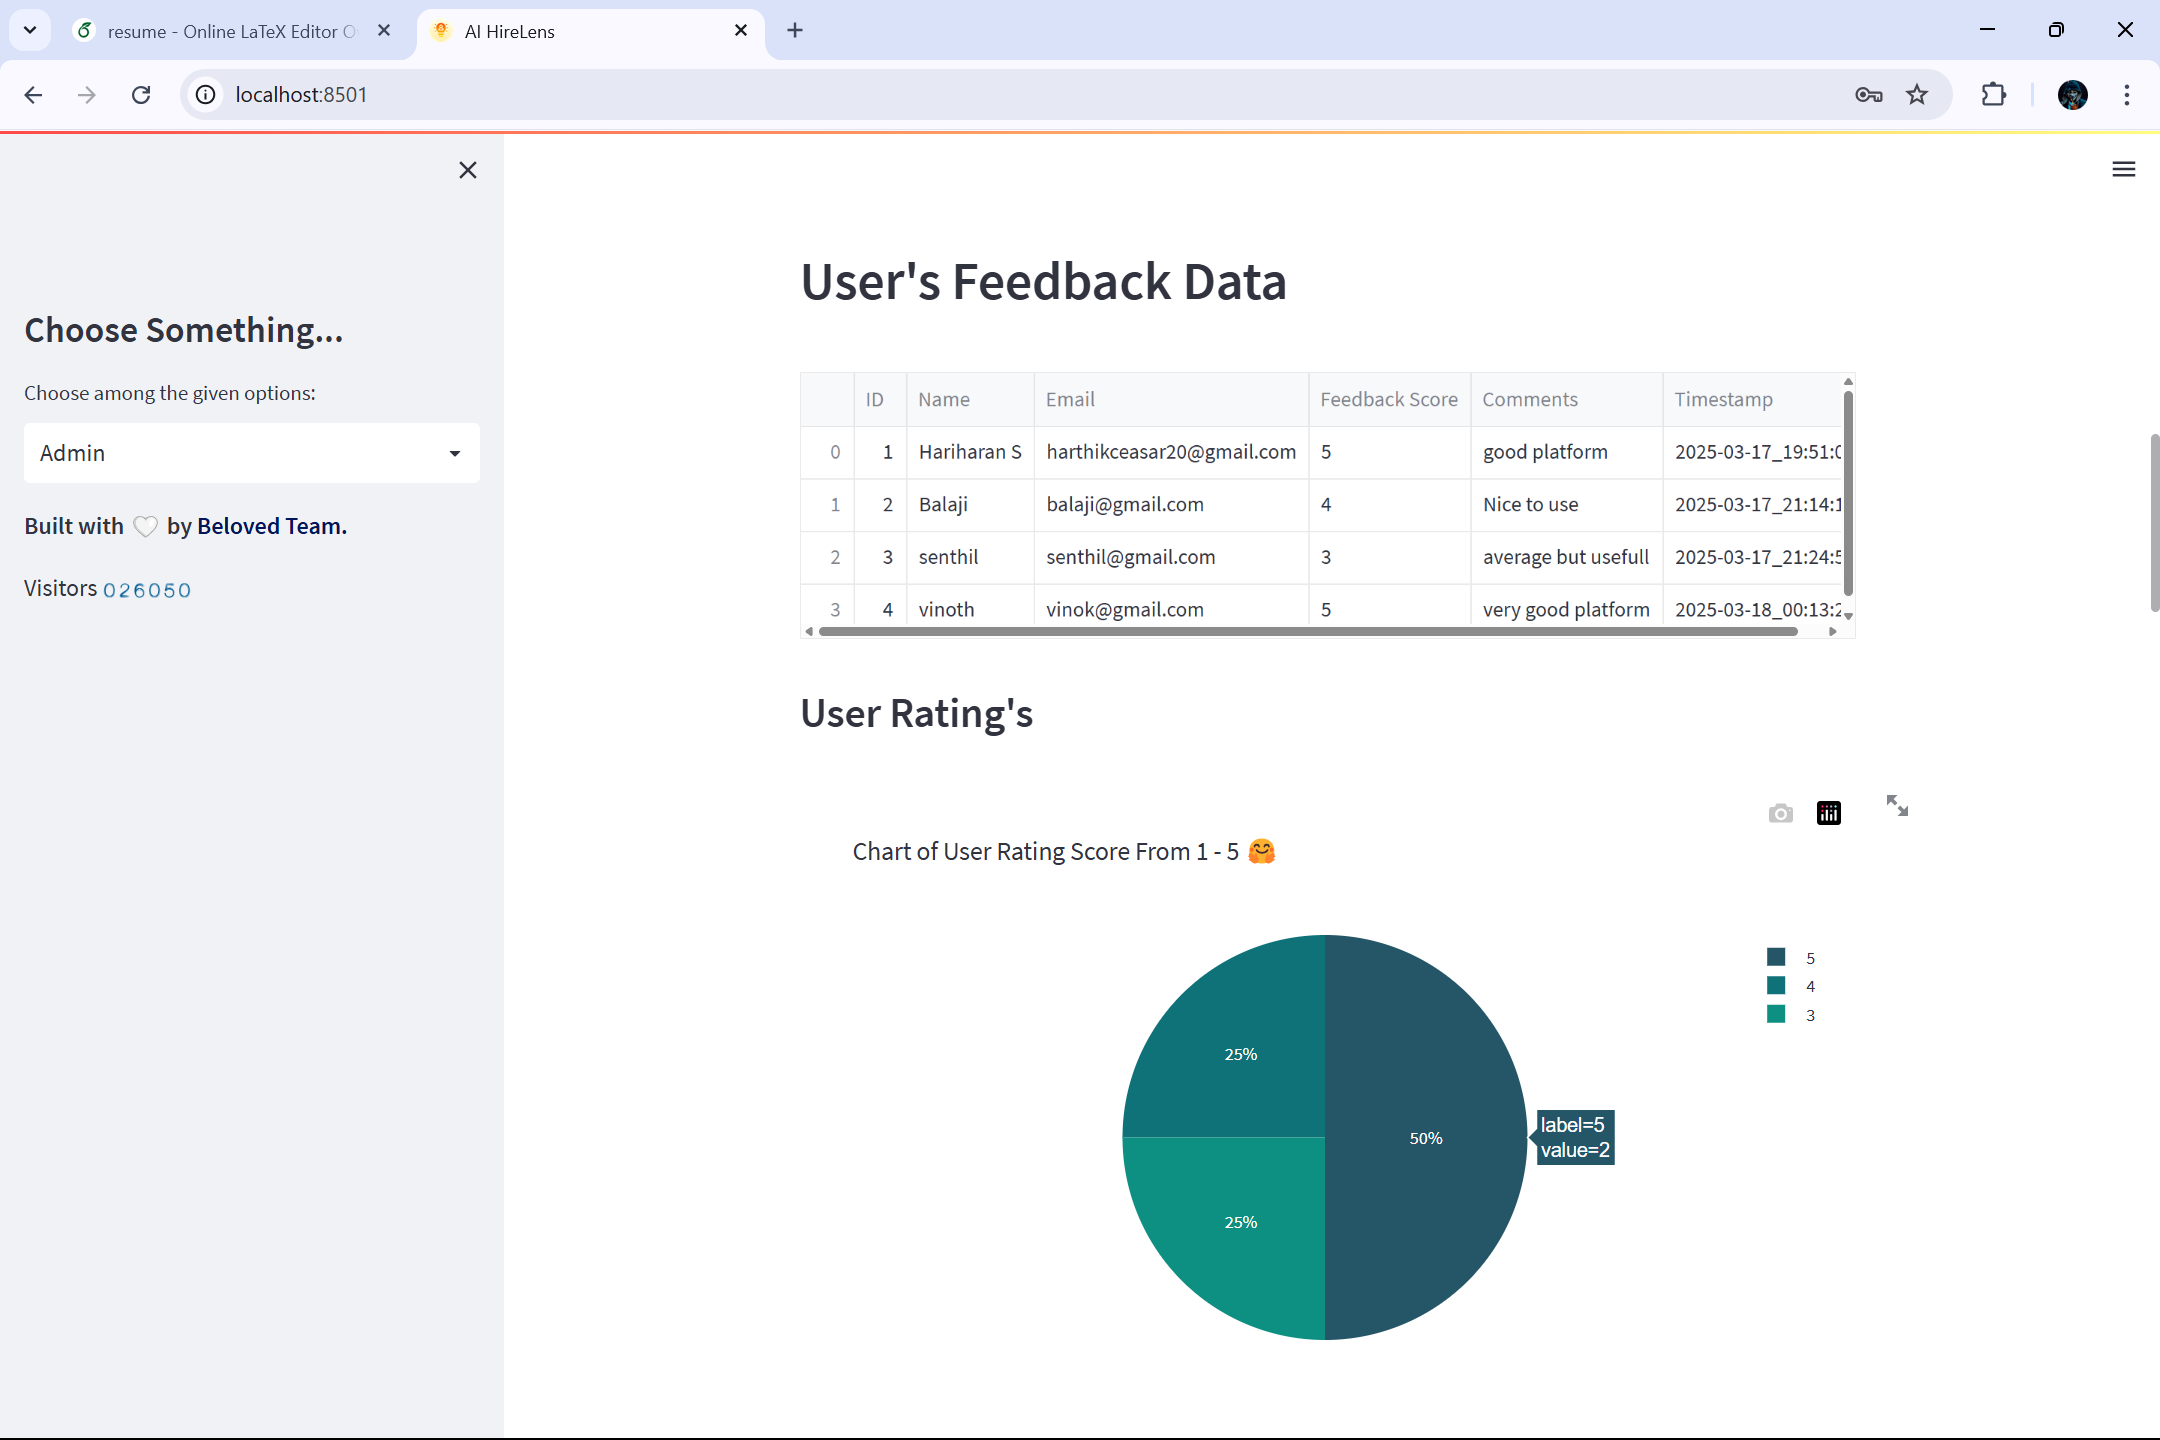 resume - Online LaTeX Editor O
AI HireLens
localhost:8501
Choose Something...
Choose among the given options:
Admin
Built with 🤍 by Beloved Team.
Visitors 026050
User's Feedback Data
ID Name Email Feedback Score Comments Timestamp
0 1 Hariharan S harthikceasar20@gmail.com 5 good platform 2025-03-17_19:51:0
1 2 Balaji balaji@gmail.com 4 Nice to use 2025-03-17_21:14:1
2 3 senthil senthil@gmail.com 3 average but usefull 2025-03-17_21:24:5
3 4 vinoth vinok@gmail.com 5 very good platform 2025-03-18_00:13:2
User Rating's
Chart of User Rating Score From 1 - 5 🤗
5
4
3
25%
50%
label=5
value=2
25%